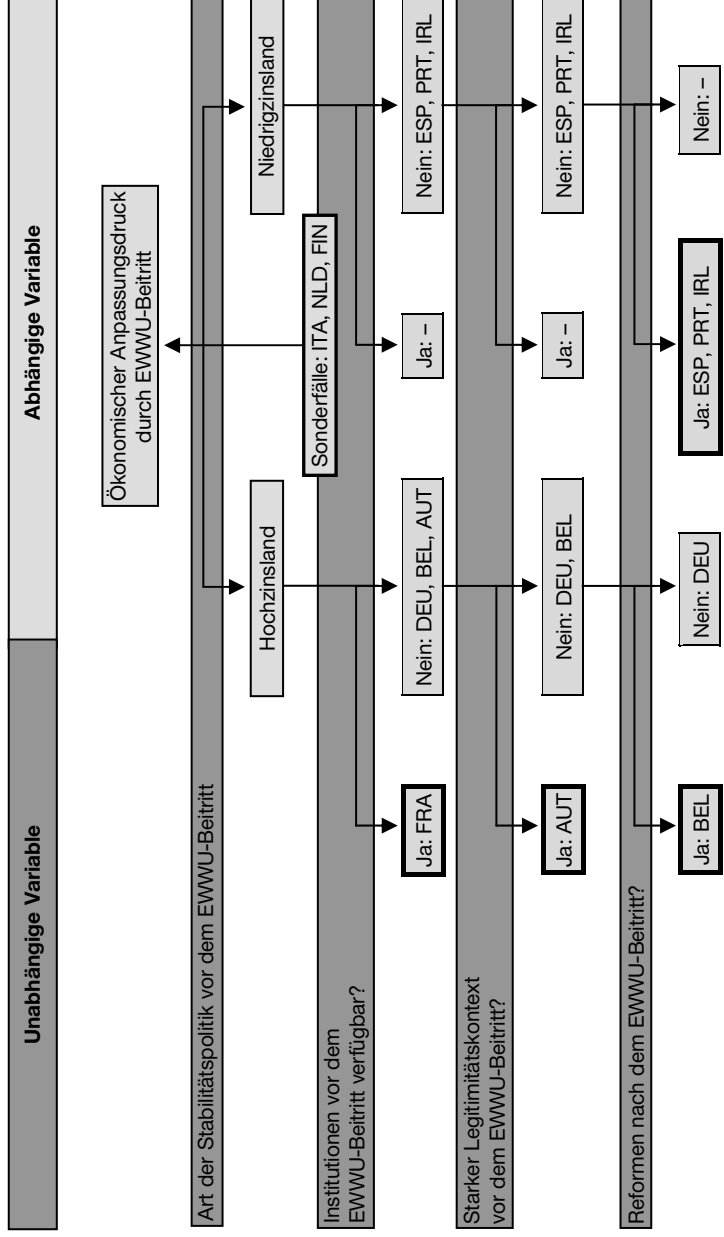 Unabhängige Variable
Abhängige Variable
Ökonomischer Anpassungsdruck
durch EWWU-Beitritt
Art der Stabilitätspolitik vor dem EWWU-Beitritt
Hochzinsland
Niedrigzinsland
Sonderfälle: ITA, NLD, FIN
Institutionen vor dem
EWWU-Beitritt verfügbar?
Ja: FRA
Nein: DEU, BEL, AUT
Ja: –
Nein: ESP, PRT, IRL
Starker Legitimitätskontext
vor dem EWWU-Beitritt?
Ja: AUT
Nein: DEU, BEL
Ja: –
Nein: ESP, PRT, IRL
Reformen nach dem EWWU-Beitritt?
Ja: BEL
Nein: DEU
Ja: ESP, PRT, IRL
Nein: –